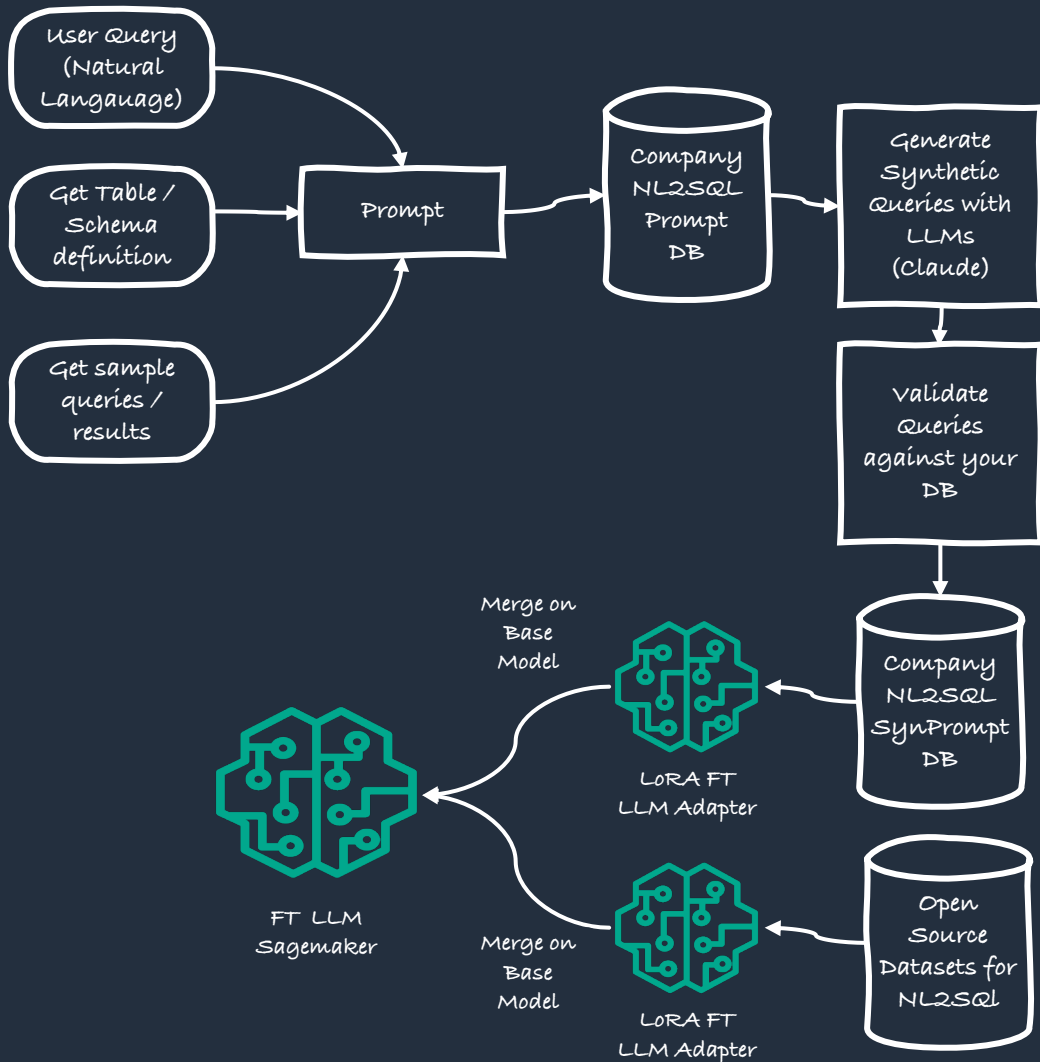 User Query
(Natural
Langauage)
Get Table /
Schema
definition
Get sample
queries /
results
Prompt
Company
NL2SQL
Prompt
DB
Generate
Synthetic
Queries with
LLMs
(Claude)
Validate
Queries
against your
DB
Company
NL2SQL
SynPrompt
DB
Open
Source
Datasets for
NL2SQl
LoRA FT
LLM Adapter
LoRA FT
LLM Adapter
Merge on
Base
Model
Merge on
Base
Model
FT LLM
Sagemaker